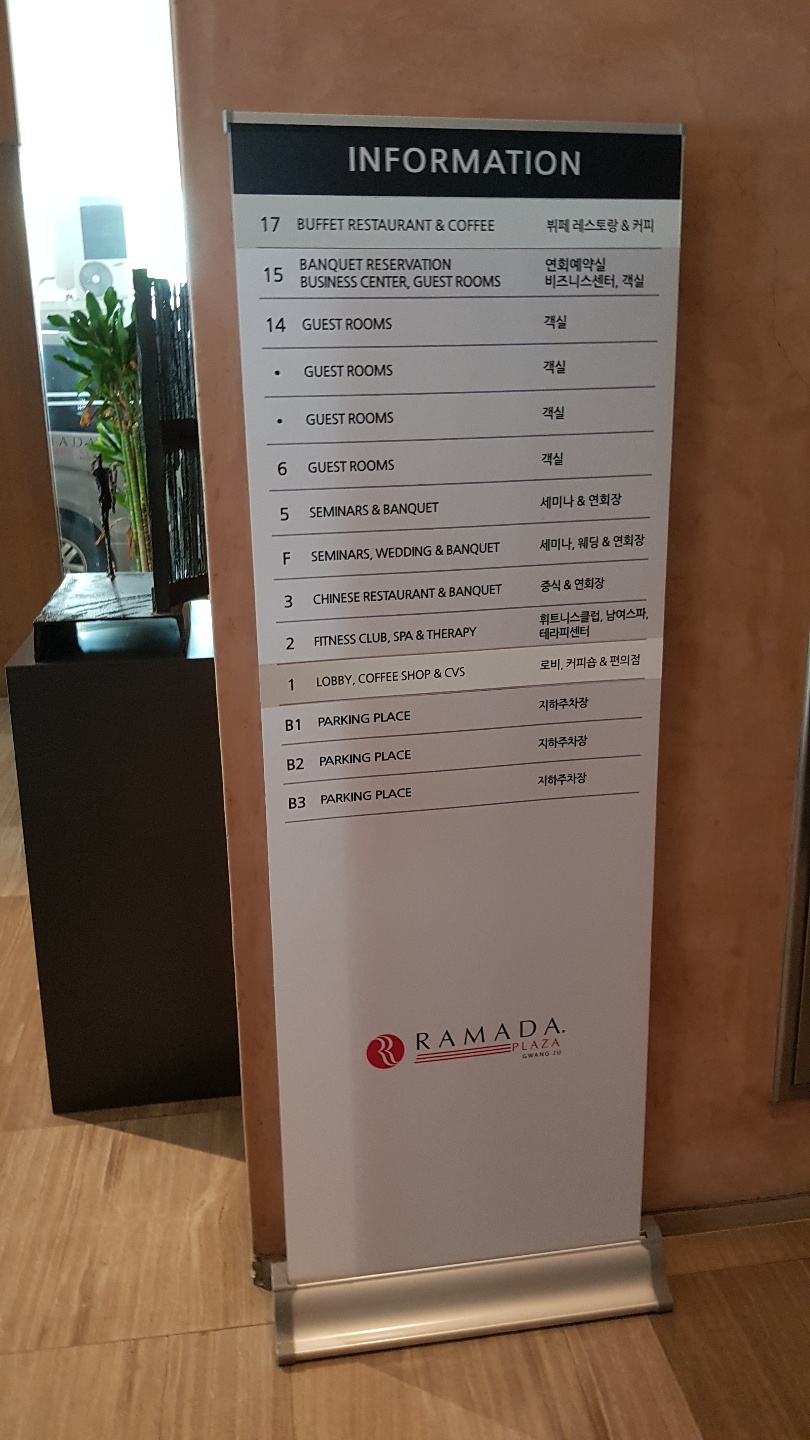 INFORMATION
17 BUFFET RESTAURANT & COFFEE 뷔페 레스토랑 & 커피
15 BANQUET RESERVATION 연회예약실
BUSINESS CENTER, GUEST ROOMS 비즈니스센터, 객실
14 GUEST ROOMS 객실
• GUEST ROOMS 객실
• GUEST ROOMS 객실
6 GUEST ROOMS 객실
5 SEMINARS & BANQUET 세미나 & 연회장
F SEMINARS, WEDDING & BANQUET 세미나, 웨딩 & 연회장
3 CHINESE RESTAURANT & BANQUET 중식 & 연회장
2 FITNESS CLUB, SPA & THERAPY 휘트니스클럽, 남여스파,
테라피센터
1 LOBBY, COFFEE SHOP & CVS 로비, 커피숍 & 편의점
B1 PARKING PLACE 지하주차장
B2 PARKING PLACE 지하주차장
B3 PARKING PLACE 지하주차장
RAMADA.
PLAZA
GWANG JU